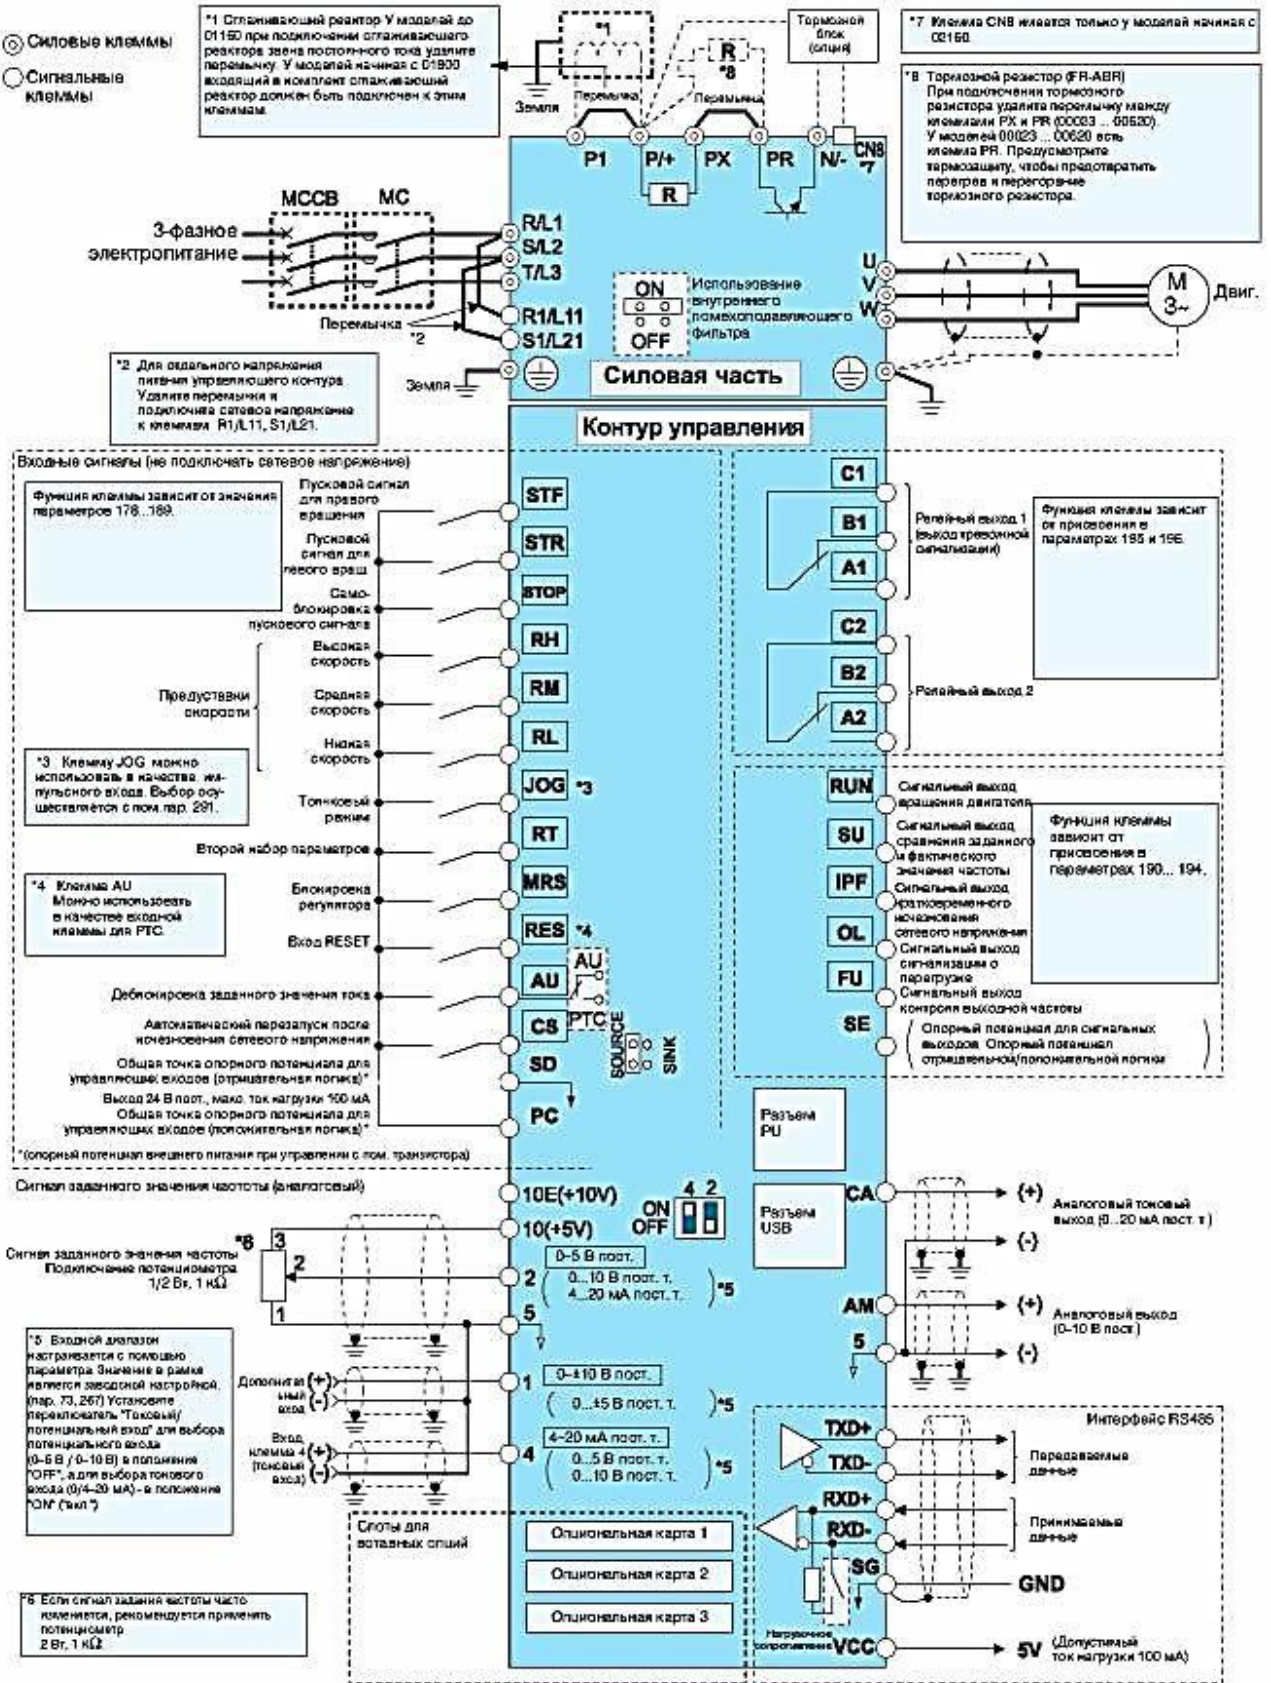 Силовые клеммы
Сигнальные
клеммы
*1 Сглаживающий реактор У моделей до
01160 при подключении сглаживающего
реактора звена постоянного тока удалите
перемычку. У моделей начиная с 01800
входящий в комплект сглаживающий
реактор должен быть подключен к этим
клеммам.
*1
Земля
Перемычка
R
*8
Перемычка
Тормозной
блок
(опция)
*7 Клемма CN8 имеется только у моделей начиная с
02160.
*8 Тормозной резистор (FR-ABR)
При подключении тормозного
резистора удалите перемычку между
клеммами PX и PR (00023 ... 00620).
У моделей 00023 ... 00620 есть
клемма PR. Предусмотрите
термозащиту, чтобы предотвратить
перегрев и перегорание
тормозного резистора.
P1
P/+
PX
PR
N/-
CN8
*7
R
MCCB
MC
3-фазное
электропитание
R/L1
S/L2
T/L3
Перемычка
*2
R1/L11
S1/L21
Земля
ON
OFF
Использование
внутреннего
помехоподавляющего
фильтра
U
V
W
M
3~
Двиг.
Силовая часть
*2 Для отдельного напряжения
питания управляющего контура
Удалите перемычки и
подключите сетевое напряжение
к клеммам R1/L11, S1/L21.
Контур управления
Входные сигналы (не подключать сетевое напряжение)
Функция клеммы зависит от значения
параметров 178...189.
Пусковой сигнал
для правого
вращения
STF
Пусковой
сигнал для
левого вращ.
STR
Само-
блокировка
пускового сигнала
STOP
Предуставки
скорости
Высокая
скорость
RH
Средняя
скорость
RM
Низкая
скорость
RL
*3 Клемму JOG можно
использовать в качестве им-
пульсного входа. Выбор осу-
ществляется с пом.пар. 291.
Толчковый
режим
JOG *3
Второй набор параметров
RT
*4 Клемма AU
Можно использовать
в качестве входной
клеммы для PTC.
Блокировка
регулятора
MRS
Вход RESET
RES *4
Деблокировка заданного значения тока
AU
AU
PTC
Автоматический перезапуск после
исчезновения сетевого напряжения
CS
SOURCE
SINK
Общая точка опорного потенциала для
управляющих входов (отрицательная логика)*
SD
Выход 24 В пост., макс. ток нагрузки 100 мА
Общая точка опорного потенциала для
управляющих входов (положительная логика)*
PC
*(опорный потенциал внешнего питания при управлении с пом. транзистора)
C1
B1
A1
Релейный выход 1
(выход тревожной
сигнализации)
C2
B2
A2
Релейный выход 2
Функция клеммы зависит
от присвоения в
параметрах 195 и 196.
RUN
Сигнальный выход
вращения двигателя
SU
Сигнальный выход
сравнения заданного
и фактического
значения частоты
IPF
Сигнальный выход
кратковременного
исчезновения
сетевого напряжения
OL
Сигнальный выход
сигнализации о
перегрузке
FU
Сигнальный выход
контроля выходной частоты
SE
Опорный потенциал для сигнальных
выходов Опорный потенциал
отрицательной/положительной логики
Функция клеммы
зависит от
присвоения в
параметрах 190... 194.
Разъем
PU
Разъем
USB
Сигнал заданного значения частоты (аналоговый)
10E(+10V)
10(+5V)
ON
OFF
4 2
Сигнал заданного значения частоты
Подключение потенциометра
1/2 Вт, 1 кΩ
*6
3
2
1
2
0–5 В пост.
0...10 В пост. т.
4...20 мА пост. т.
*5
5
*5 Входной диапазон
настраивается с помощью
параметра. Значение в рамке
является заводской настройкой.
(пар. 73, 267) Установите
переключатель "Токовый/
потенциальный вход" для выбора
потенциального входа
(0–5 В / 0–10 В) в положение
"OFF", а для выбора токового
входа (0/4–20 мА) - в положение
"ON" ("вкл.")
Дополнитель
ьный
вход
(+)
(-)
1
0–±10 В пост.
0...±5 В пост. т.
*5
Вход
клемма 4
(токовый
вход)
(+)
(-)
4
4–20 мА пост. т.
0...5 В пост. т.
0...10 В пост. т.
*5
CA
(+)
(-)
Аналоговый токовый
выход (0...20 мА пост. т)
AM
5
(+)
(-)
Аналоговый выход
(0–10 В пост.)
Интерфейс RS485
TXD+
TXD-
Передаваемые
данные
RXD+
RXD-
Принимаемые
данные
SG
GND
Нагрузочное
сопротивление
VCC
5V
(Допустимый
ток нагрузки 100 мА)
Слоты для
вставных опций
Опциональная карта 1
Опциональная карта 2
Опциональная карта 3
*6 Если сигнал задания частоты часто
изменяется, рекомендуется применять
потенциометр
2 Вт, 1 кΩ